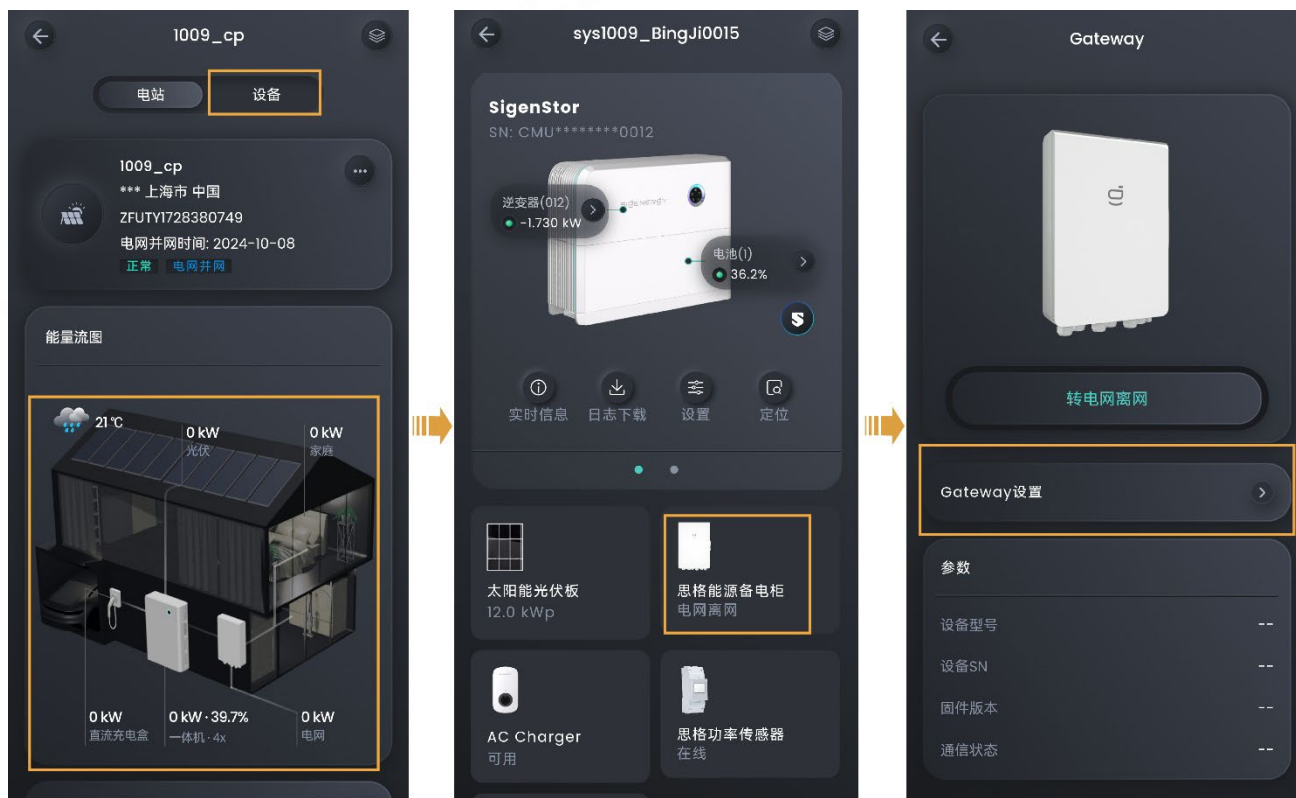 1009_cp
电站
设备
1009_cp
*** 上海市 中国
ZFUTY1728380749
电网并网时间: 2024-10-08
正常
电网并网
能量流图
21℃
0 kW
光伏
0 kW
家庭
0 kW
直流充电盒
0 kW·39.7%
一体机·4x
0 kW
电网
sys1009_BingJi0015
SigenStor
SN: CMU********0012
逆变器(012)
-1.730 kW
SIGENERGY
电池(1)
36.2%
实时信息
日志下载
设置
定位
太阳能光伏板
12.0 kWp
思格能源备电柜
电网离网
AC Charger
可用
思格功率传感器
在线
Gateway
转电网离网
Gateway设置
参数
设备型号
--
设备SN
--
固件版本
--
通信状态
--